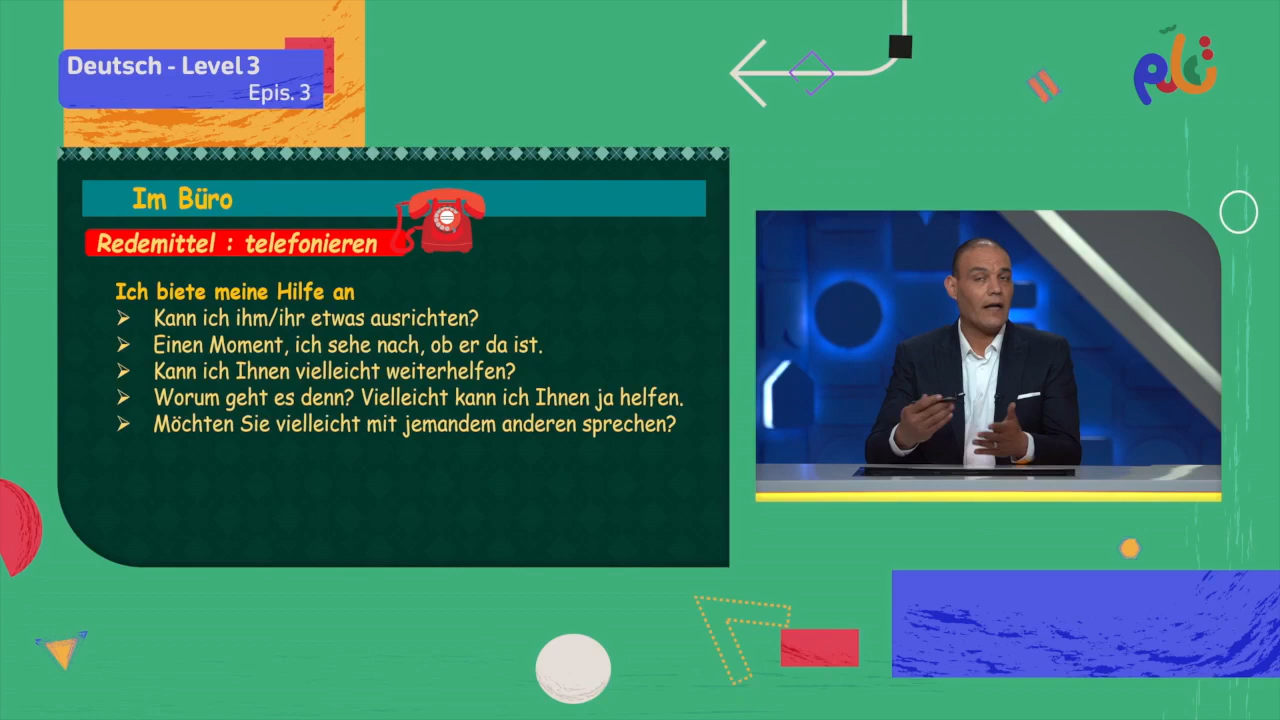 Deutsch - Level 3
Epis. 3
Im Büro
Redemittel : telefonieren
Ich biete meine Hilfe an
➢ Kann ich ihm/ihr etwas ausrichten?
➢ Einen Moment, ich sehe nach, ob er da ist.
➢ Kann ich Ihnen vielleicht weiterhelfen?
➢ Worum geht es denn? Vielleicht kann ich Ihnen ja helfen.
➢ Möchten Sie vielleicht mit jemandem anderen sprechen?